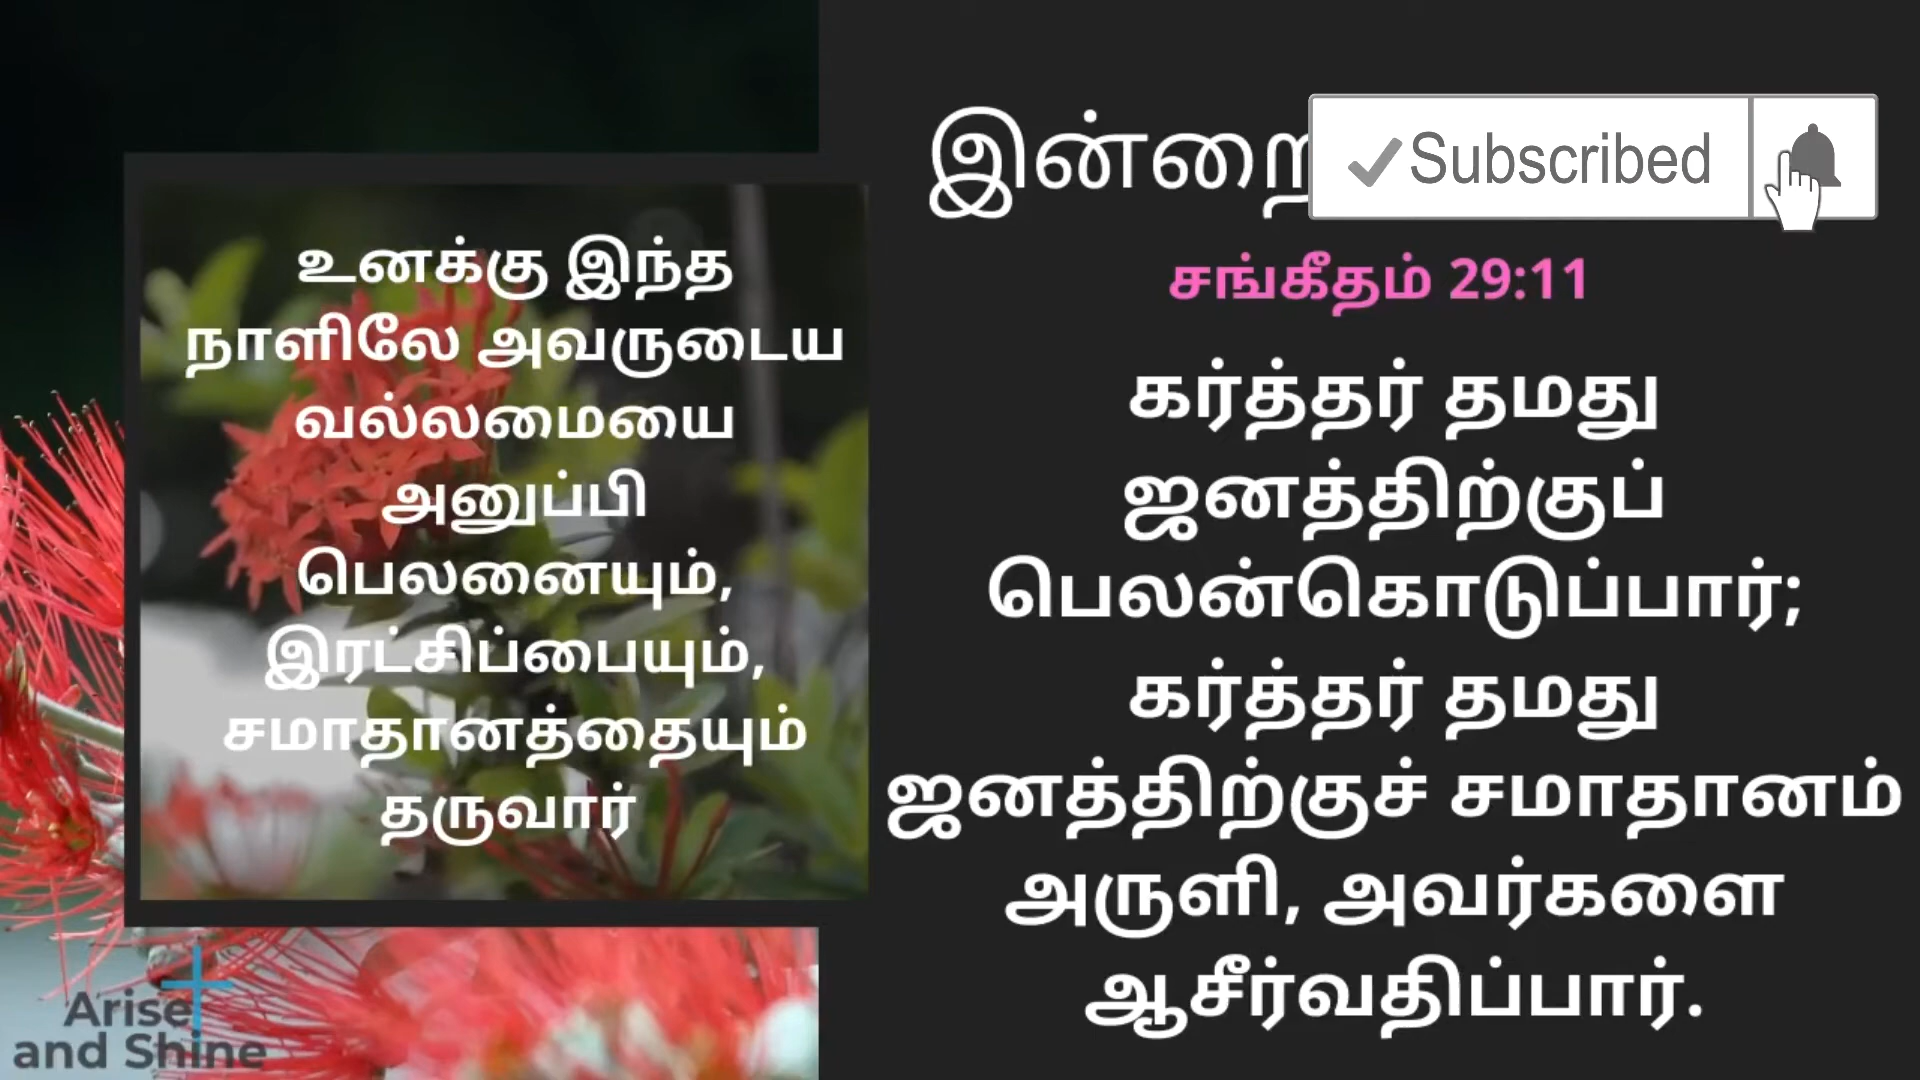 உனக்கு இந்த
நாளிலே அவருடைய
வல்லமையை
அனுப்பி
பெலனையும்,
இரட்சிப்பையும்,
சமாதானத்தையும்
தருவார்
Subscribed
சங்கீதம் 29:11
கர்த்தர் தமது
ஜனத்திற்குப்
பெலன்கொடுப்பார்;
கர்த்தர் தமது
ஜனத்திற்குச் சமாதானம்
அருளி, அவர்களை
ஆசீர்வதிப்பார்.
Arise
and Shine